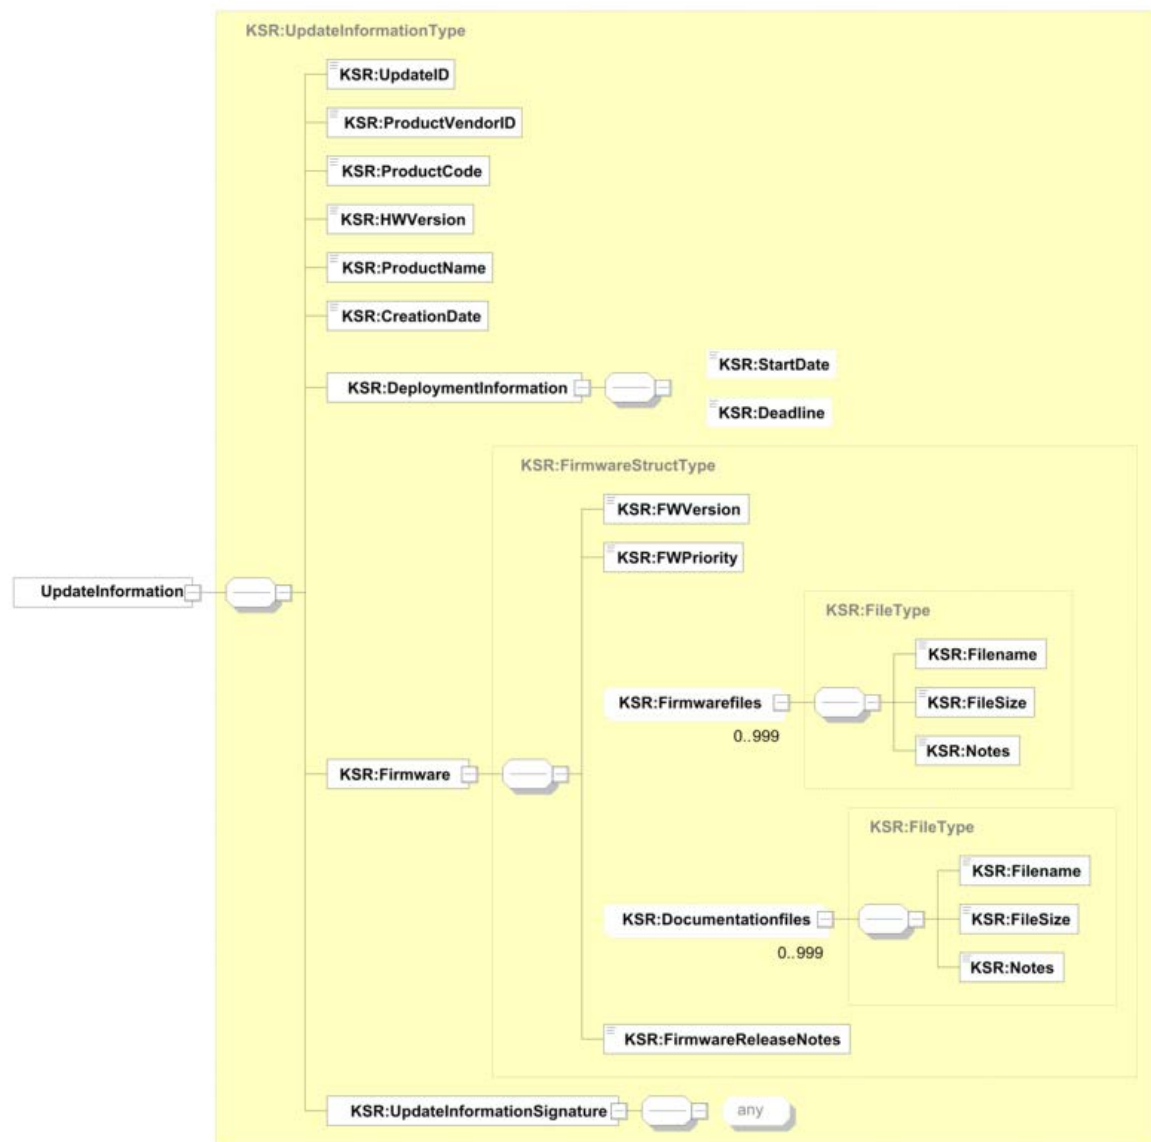 KSR:UpdateInformationType
KSR:UpdateID
KSR:ProductVendorID
KSR:ProductCode
KSR:HWVersion
KSR:ProductName
KSR:CreationDate
KSR:DeploymentInformation
KSR:StartDate
KSR:Deadline
KSR:FirmwareStructType
KSR:FWVersion
KSR:FWPriority
UpdateInformation
KSR:FileType
KSR:Filename
KSR:Firmwarefiles
KSR:FileSize
0..999
KSR:Notes
KSR:Firmware
KSR:FileType
KSR:Filename
KSR:Documentationfiles
KSR:FileSize
0..999
KSR:Notes
KSR:FirmwareReleaseNotes
KSR:UpdateInformationSignature
any